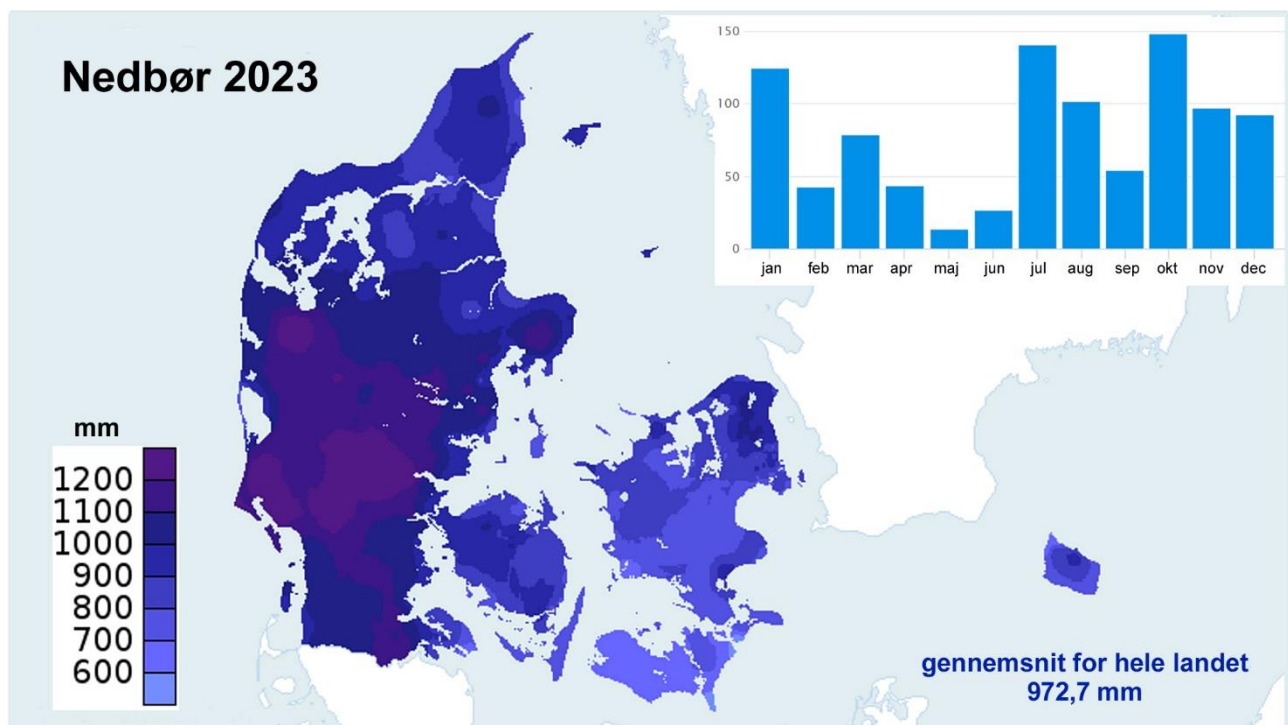 Nedbør 2023
150
100
50
0
jan feb mar apr maj jun jul aug sep okt nov dec
mm
1200
1100
1000
900
800
700
600
gennemsnit for hele landet
972,7 mm